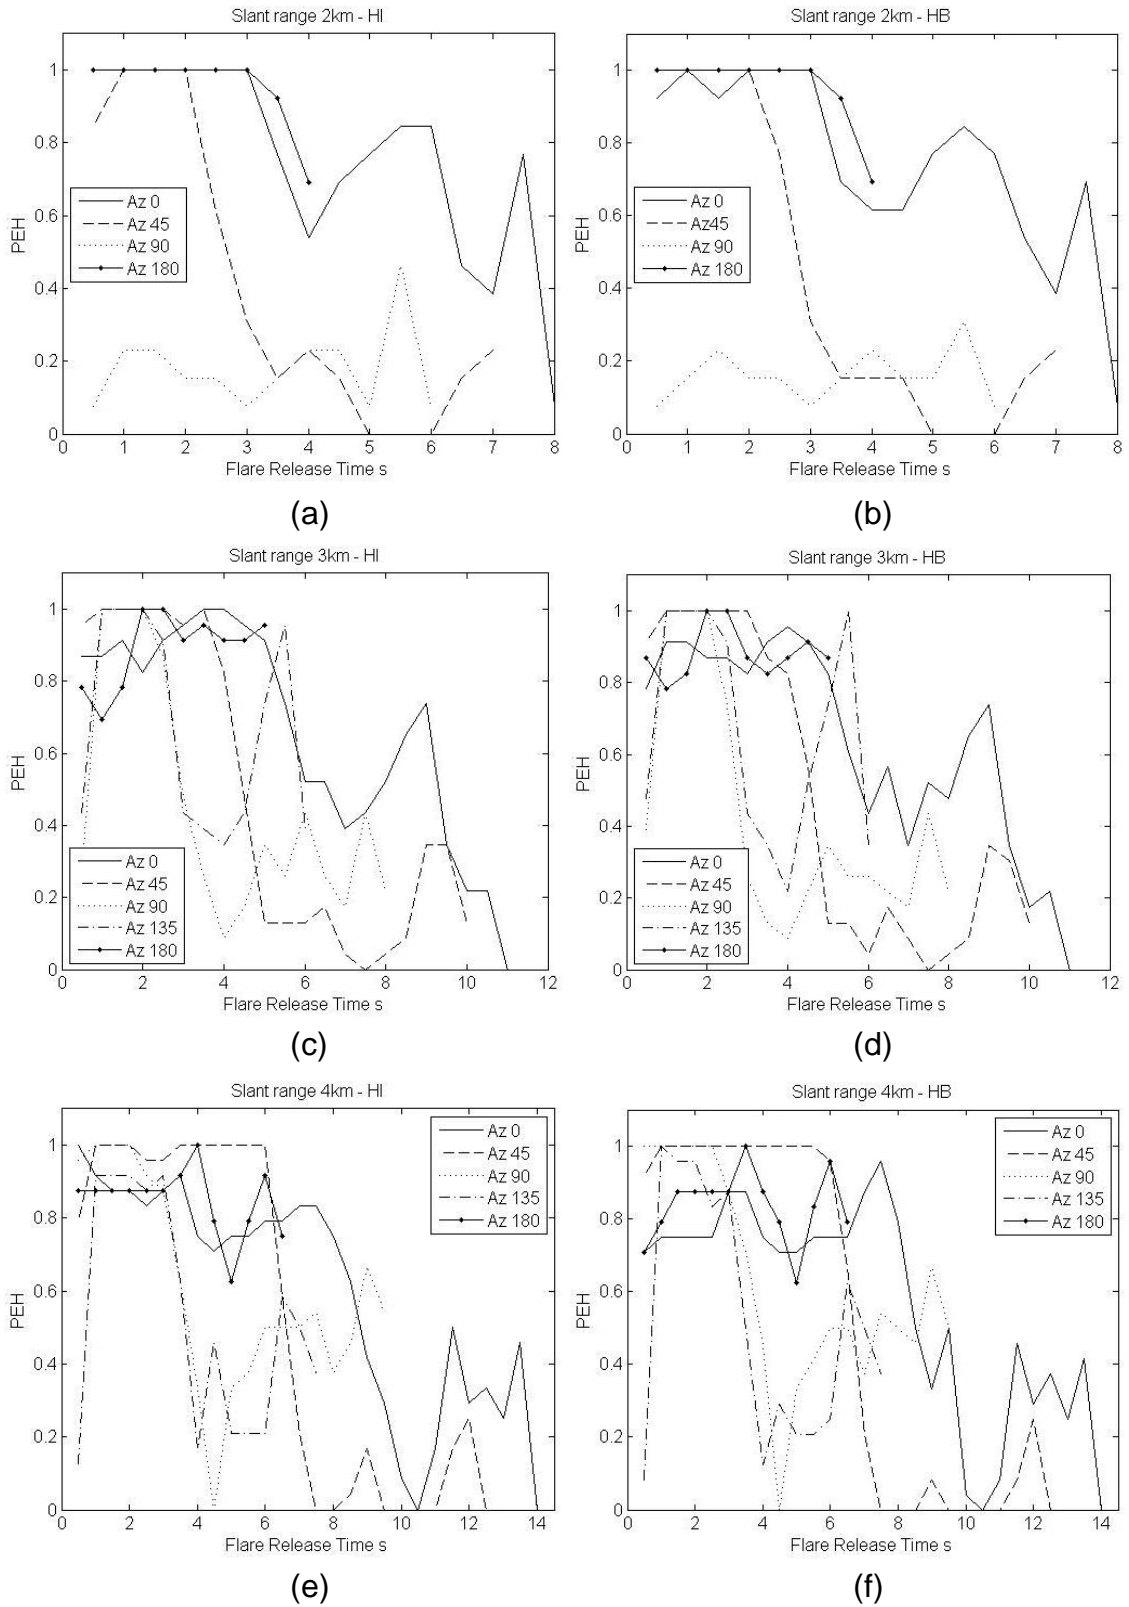 Slant range 2km - HI
PEH
1
0.8
0.6
0.4
0.2
0
Az 0
Az 45
Az 90
Az 180
0 1 2 3 4 5 6 7 8
Flare Release Time s
(a)
Slant range 2km - HB
PEH
1
0.8
0.6
0.4
0.2
0
Az 0
Az45
Az 90
Az 180
0 1 2 3 4 5 6 7 8
Flare Release Time s
(b)
Slant range 3km - HI
PEH
1
0.8
0.6
0.4
0.2
0
Az 0
Az 45
Az 90
Az 135
Az 180
0 2 4 6 8 10 12
Flare Release Time s
(c)
Slant range 3km - HB
PEH
1
0.8
0.6
0.4
0.2
0
Az 0
Az 45
Az 90
Az 135
Az 180
0 2 4 6 8 10 12
Flare Release Time s
(d)
Slant range 4km - HI
PEH
1
0.8
0.6
0.4
0.2
0
Az 0
Az 45
Az 90
Az 135
Az 180
0 2 4 6 8 10 12 14
Flare Release Time s
(e)
Slant range 4km - HB
PEH
1
0.8
0.6
0.4
0.2
0
Az 0
Az 45
Az 90
Az 135
Az 180
0 2 4 6 8 10 12 14
Flare Release Time s
(f)